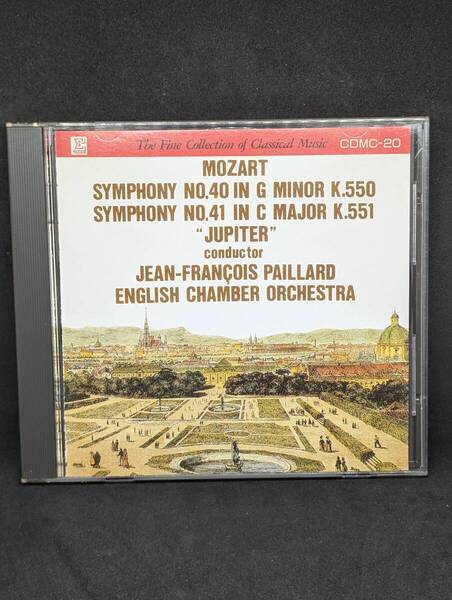 E
The Fine Collection of Classical Music
CDMC-20
MOZART
SYMPHONY NO.40 IN G MINOR K.550
SYMPHONY NO.41 IN C MAJOR K.551
"JUPITER"
conductor
JEAN-FRANÇOIS PAILLARD
ENGLISH CHAMBER ORCHESTRA